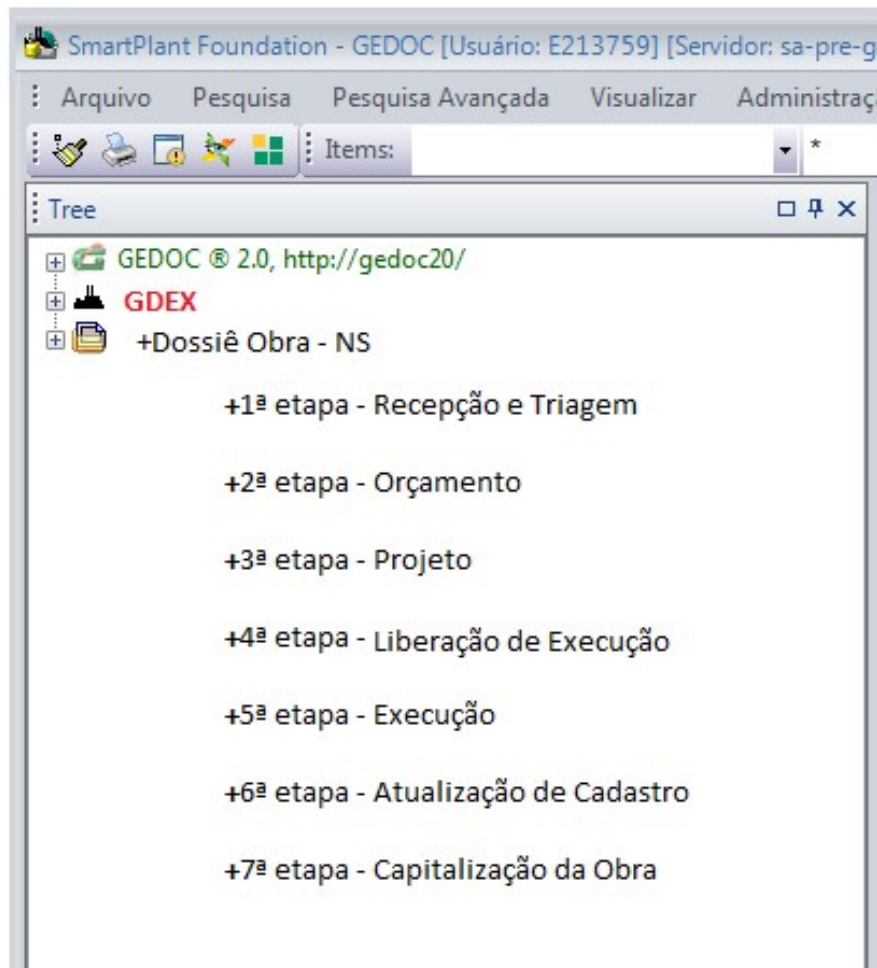 SmartPlant Foundation - GEDOC [Usuário: E213759] [Servidor: sa-pre-g
Arquivo Pesquisa Pesquisa Avançada Visualizar Administraç
Items: *
Tree
GEDOC ® 2.0, http://gedoc20/
GDEX
+Dossiê Obra - NS
+1ª etapa - Recepção e Triagem
+2ª etapa - Orçamento
+3ª etapa - Projeto
+4ª etapa - Liberação de Execução
+5ª etapa - Execução
+6ª etapa - Atualização de Cadastro
+7ª etapa - Capitalização da Obra